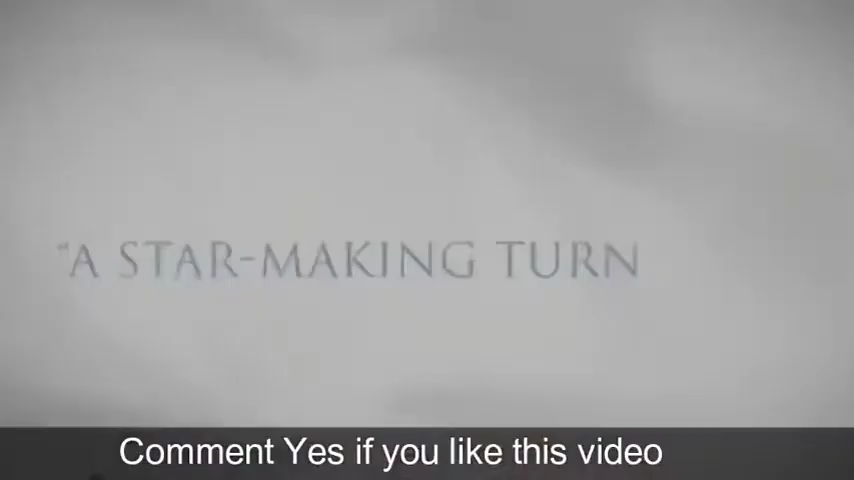 "A STAR-MAKING TURN
Comment Yes if you like this video